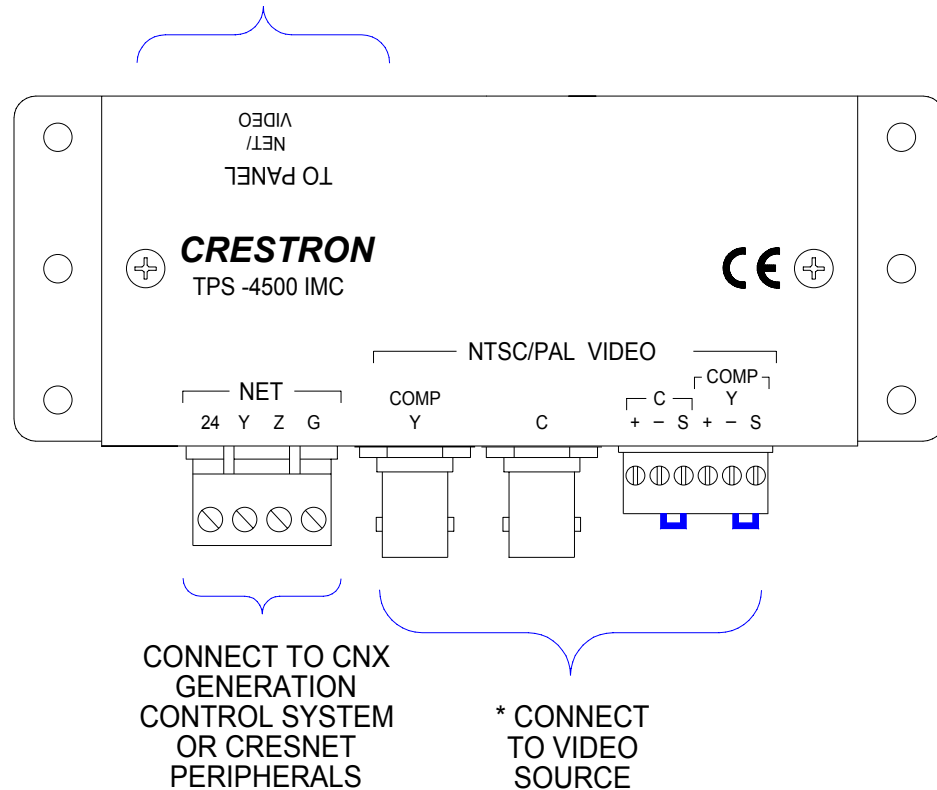 TO PANEL
NET/
VIDEO
CRESTRON
TPS -4500 IMC
CE
NTSC/PAL VIDEO
NET
24 Y Z G
COMP
Y
C
C
+ – S
COMP
Y
+ – S
CONNECT TO CNX
GENERATION
CONTROL SYSTEM
OR CRESNET
PERIPHERALS
* CONNECT
TO VIDEO
SOURCE